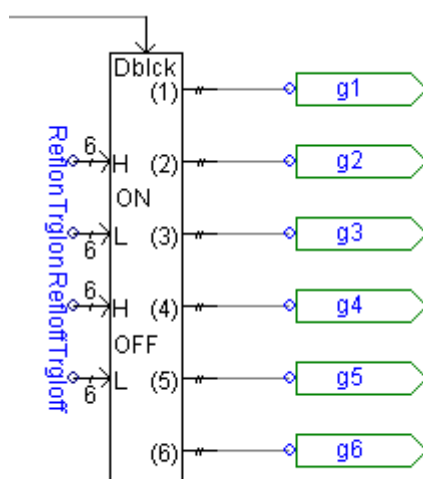 Dblck
(1)
g1
6
H
(2)
g2
ON
6
L
(3)
g3
6
H
(4)
g4
OFF
6
L
(5)
g5
(6)
g6
ReflonTrglonRefloffTrgloff